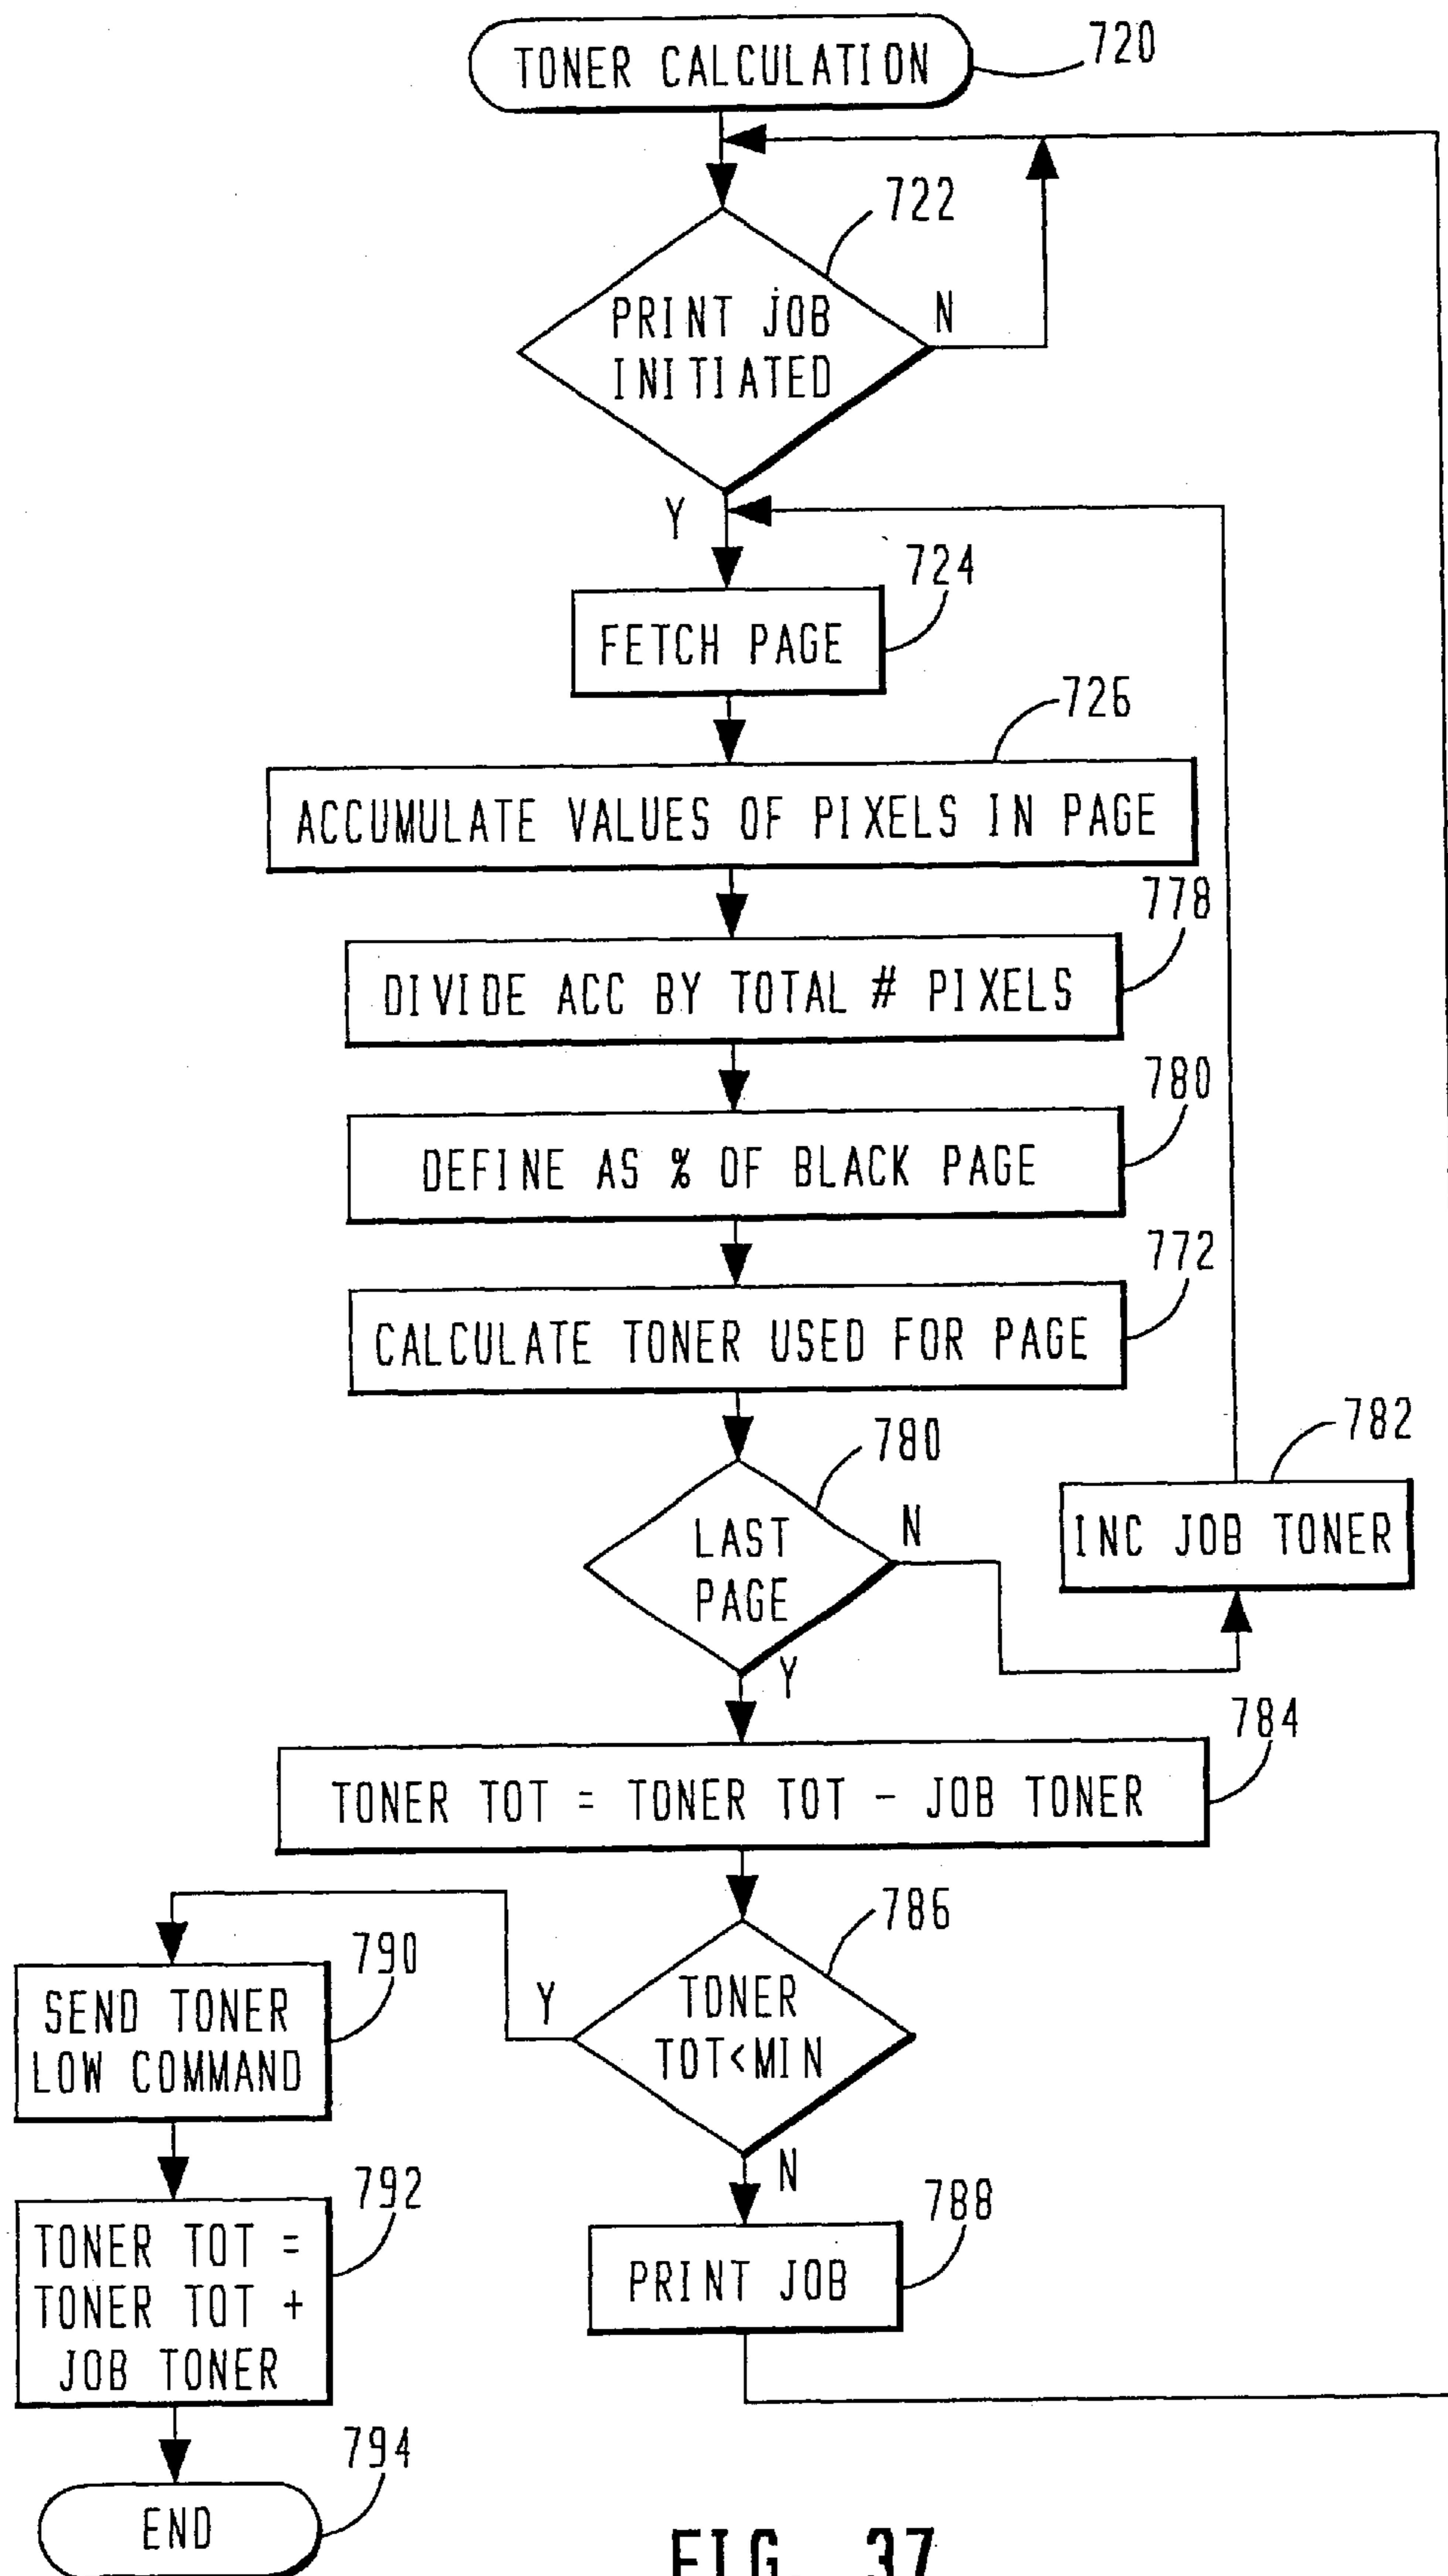 TONER CALCULATION
720
722
PRINT JOB
INITIATED
N
Y
724
FETCH PAGE
726
ACCUMULATE VALUES OF PIXELS IN PAGE
778
DIVIDE ACC BY TOTAL # PIXELS
780
DEFINE AS % OF BLACK PAGE
772
CALCULATE TONER USED FOR PAGE
780
LAST
PAGE
N
Y
782
INC JOB TONER
784
TONER TOT = TONER TOT - JOB TONER
786
TONER
TOT<MIN
Y
N
790
SEND TONER
LOW COMMAND
792
TONER TOT =
TONER TOT +
JOB TONER
788
PRINT JOB
794
END
FIG. 37